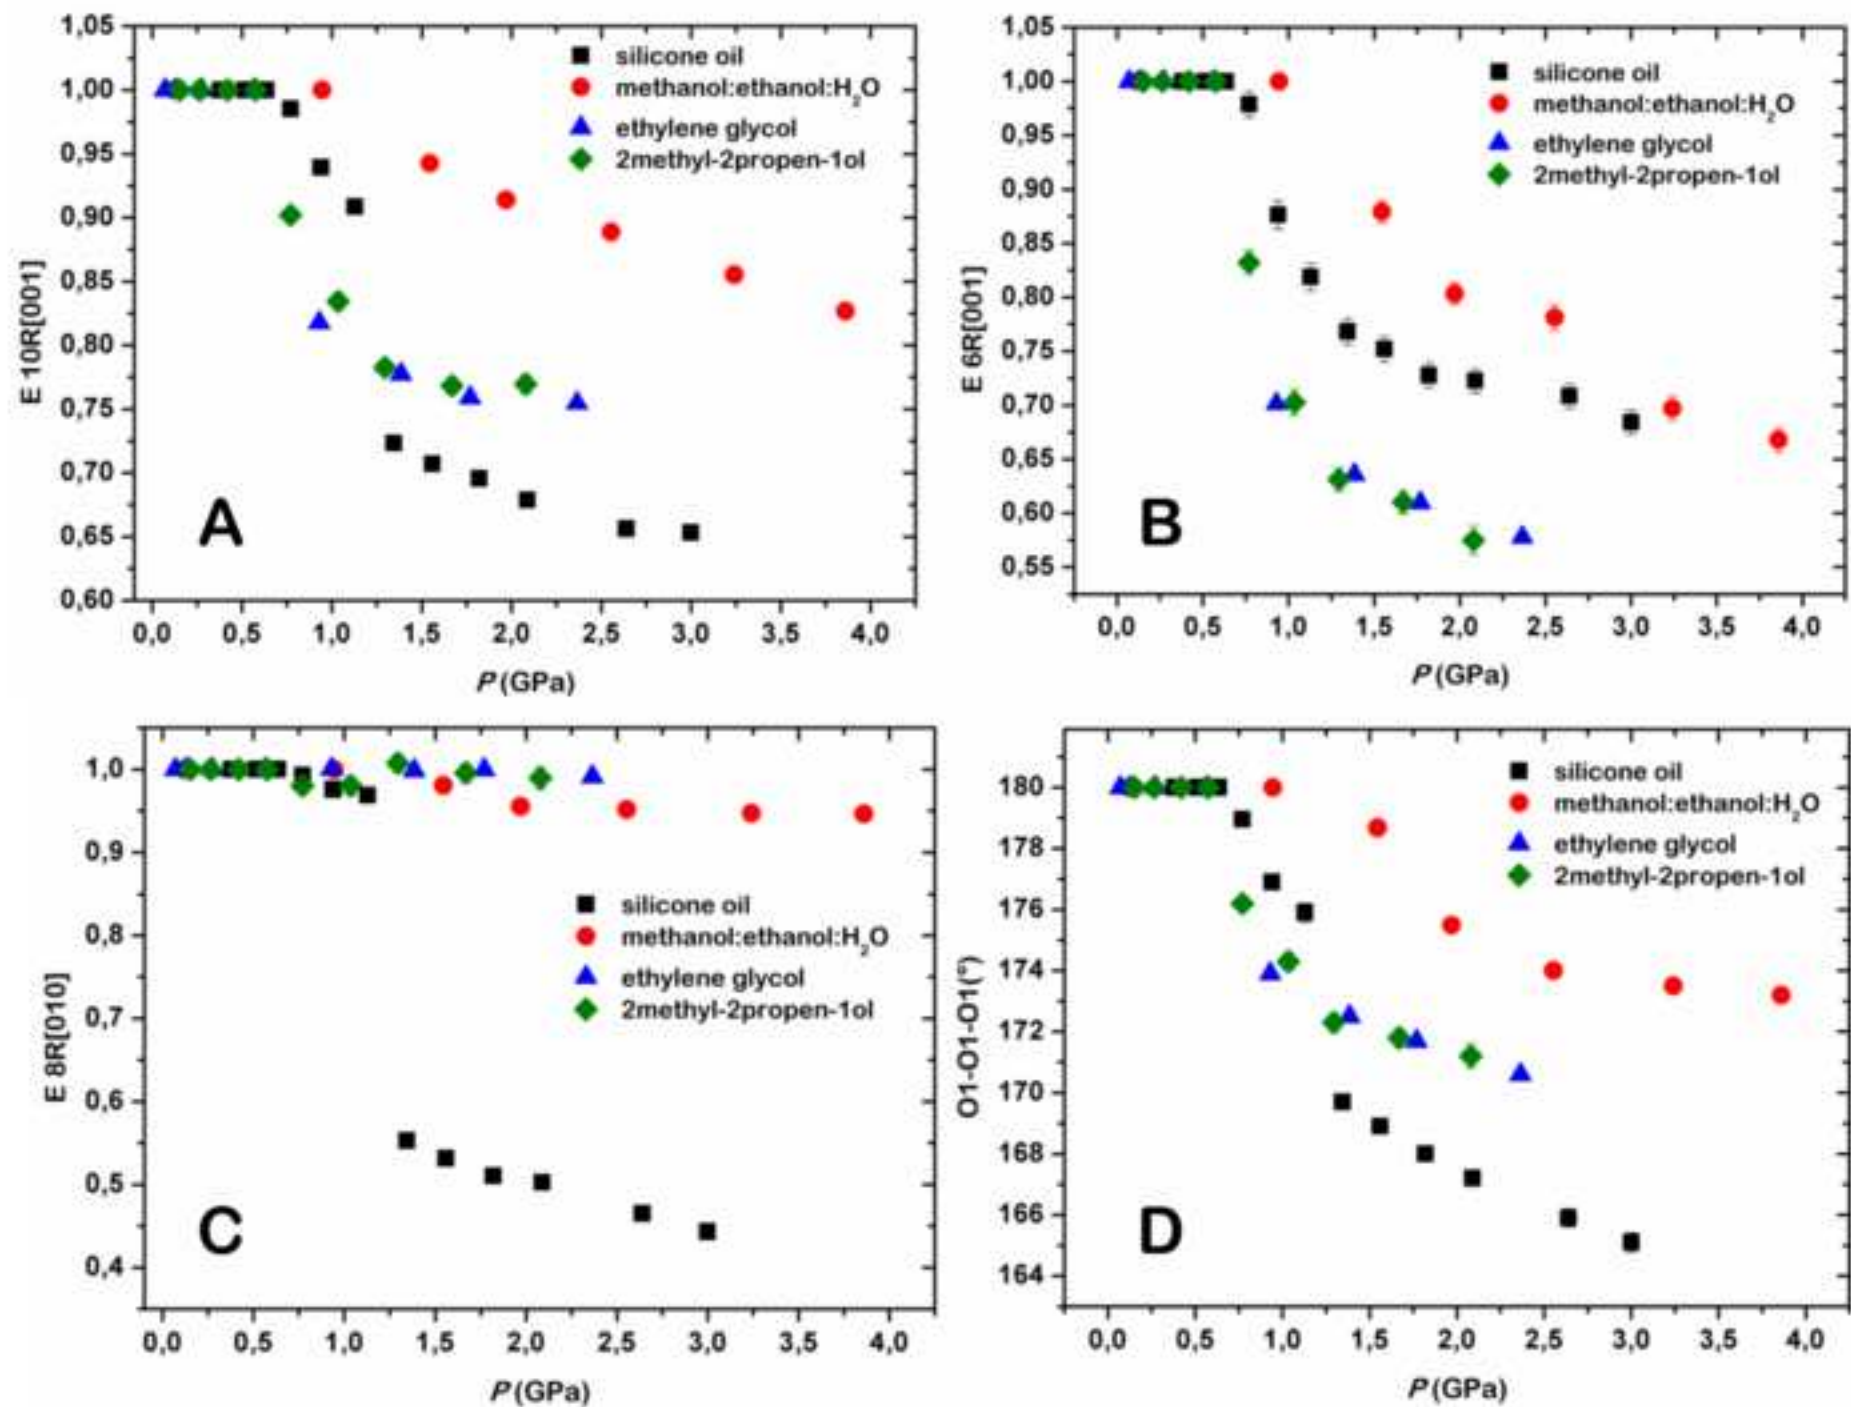 1,05
1,00
0,95
0,90
0,85
0,80
0,75
0,70
0,65
0,60
E 10R[001]
silicone oil
methanol:ethanol:H₂O
ethylene glycol
2methyl-2propen-1ol
A
0,0 0,5 1,0 1,5 2,0 2,5 3,0 3,5 4,0
P (GPa)
1,05
1,00
0,95
0,90
0,85
0,80
0,75
0,70
0,65
0,60
0,55
E 6R[001]
silicone oil
methanol:ethanol:H₂O
ethylene glycol
2methyl-2propen-1ol
B
0,0 0,5 1,0 1,5 2,0 2,5 3,0 3,5 4,0
P (GPa)
1,0
0,9
0,8
0,7
0,6
0,5
0,4
E 8R[010]
silicone oil
methanol:ethanol:H₂O
ethylene glycol
2methyl-2propen-1ol
C
0,0 0,5 1,0 1,5 2,0 2,5 3,0 3,5 4,0
P (GPa)
180
178
176
174
172
170
168
166
164
O1-O1-O1(°)
silicone oil
methanol:ethanol:H₂O
ethylene glycol
2methyl-2propen-1ol
D
0,0 0,5 1,0 1,5 2,0 2,5 3,0 3,5 4,0
P (GPa)